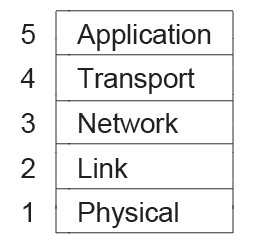 5 Application
4 Transport
3 Network
2 Link
1 Physical